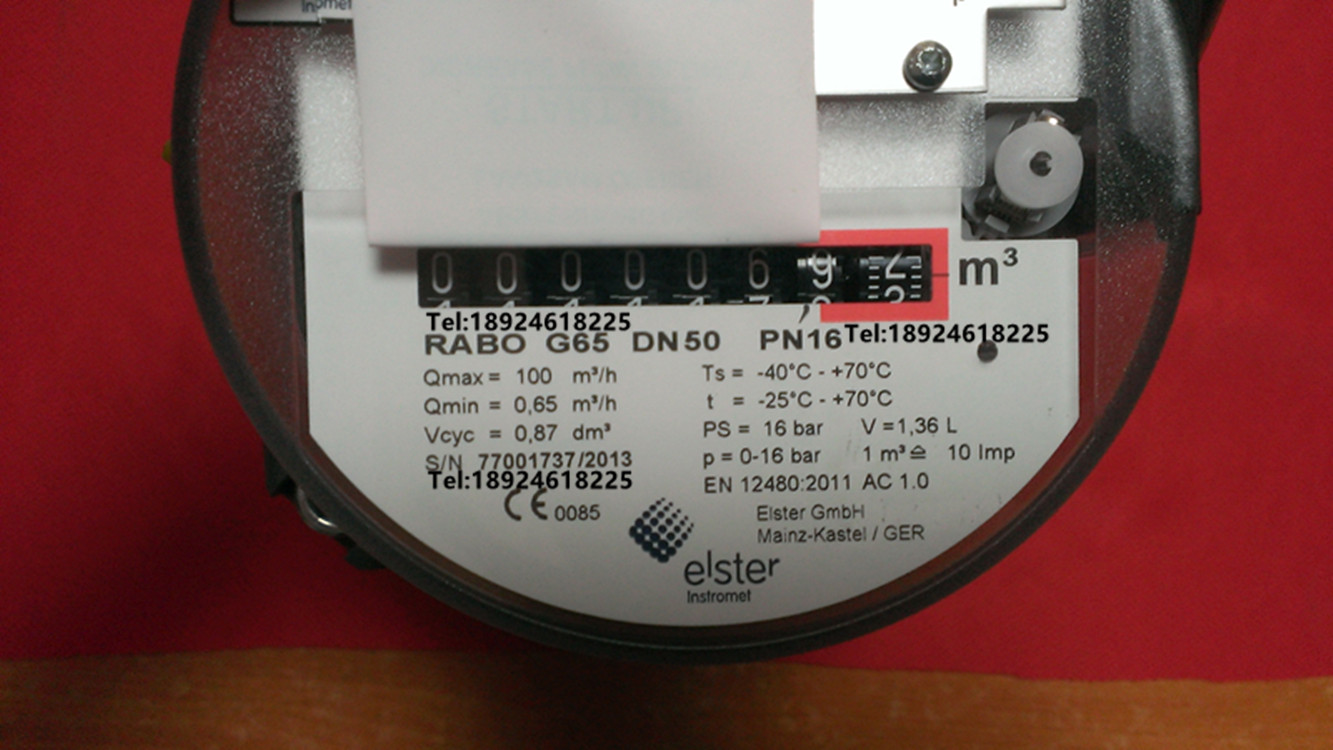 Instromet
0 0 0 0 0 6 9 2 m³
Tel:18924618225
RABO G65 DN50 PN16 Tel:18924618225
Qmax = 100 m³/h Ts = -40°C - +70°C
Qmin = 0,65 m³/h t = -25°C - +70°C
Vcyc = 0,87 dm³ PS = 16 bar V =1,36 L
S/N 77001737/2013 p = 0-16 bar 1 m³≙ 10 Imp
Tel:18924618225 EN 12480:2011 AC 1.0
CE 0085 Elster GmbH
Mainz-Kastel / GER
elster
Instromet